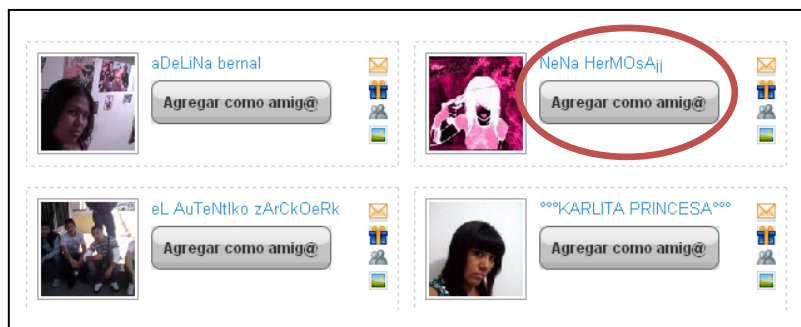 aDeLiNa bernal
Agregar como amig@
NeNa HerMOsA¡¡
Agregar como amig@
eL AuTeNtIko zArCkOeRk
Agregar como amig@
°°°KARLITA PRINCESA°°°
Agregar como amig@